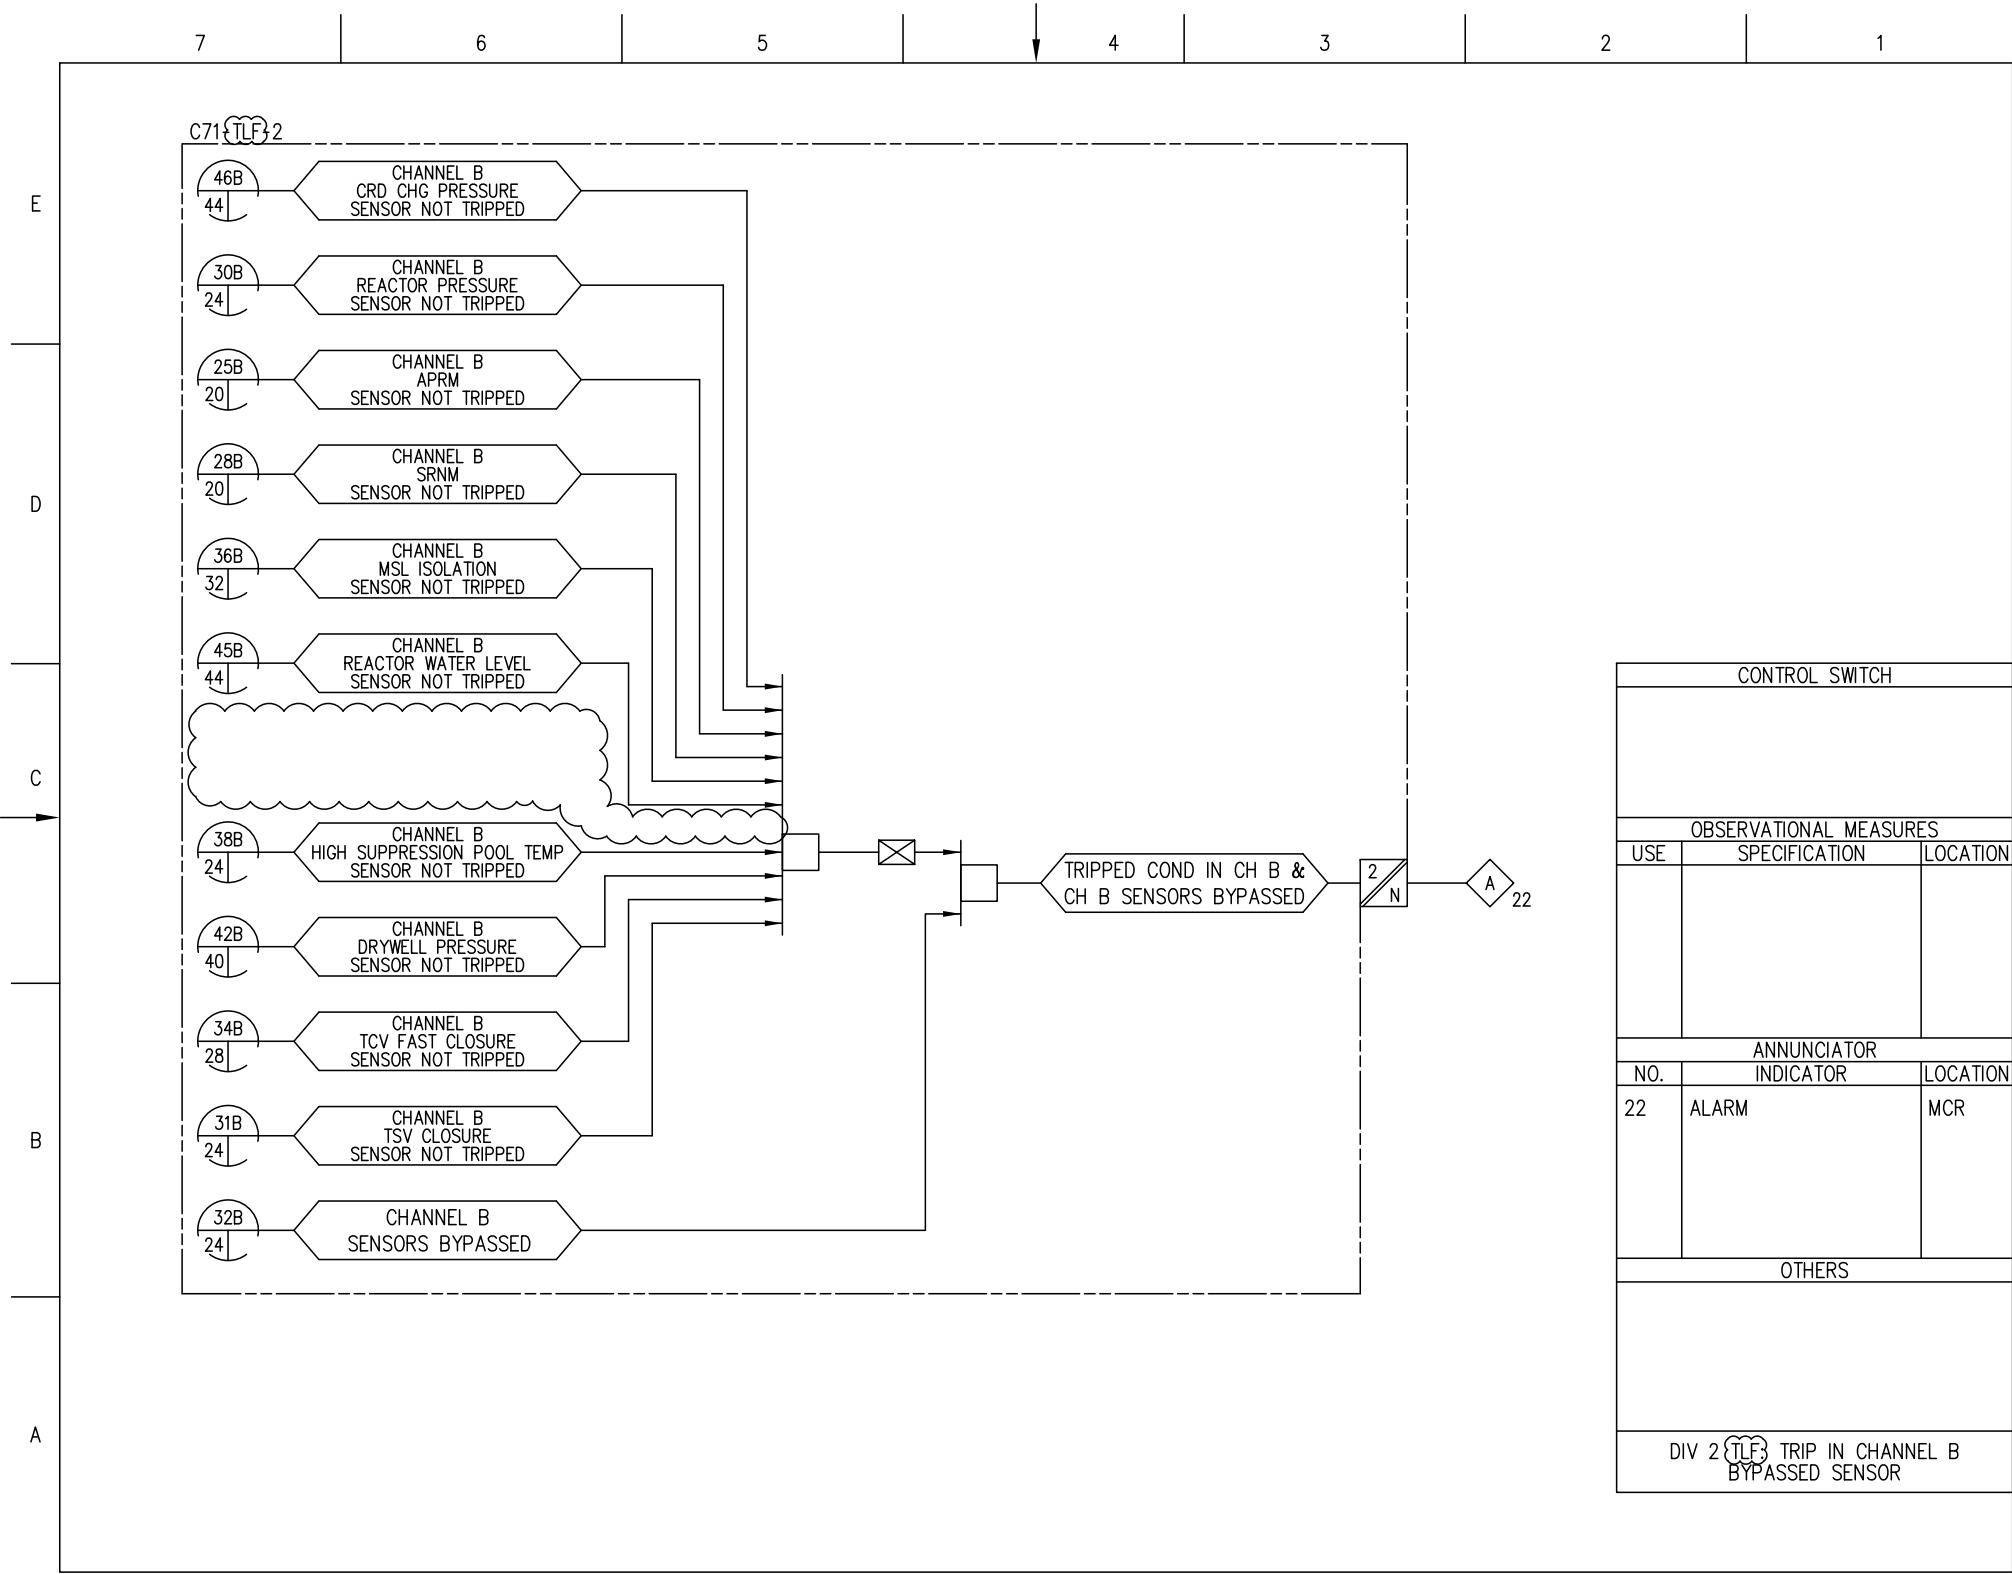 7 6 5 4 3 2 1
C71-TLF-2
E
46B
44
CHANNEL B
CRD CHG PRESSURE
SENSOR NOT TRIPPED
30B
24
CHANNEL B
REACTOR PRESSURE
SENSOR NOT TRIPPED
25B
20
CHANNEL B
APRM
SENSOR NOT TRIPPED
D
28B
20
CHANNEL B
SRNM
SENSOR NOT TRIPPED
36B
32
CHANNEL B
MSL ISOLATION
SENSOR NOT TRIPPED
45B
44
CHANNEL B
REACTOR WATER LEVEL
SENSOR NOT TRIPPED
C
38B
24
CHANNEL B
HIGH SUPPRESSION POOL TEMP
SENSOR NOT TRIPPED
42B
40
CHANNEL B
DRYWELL PRESSURE
SENSOR NOT TRIPPED
34B
28
CHANNEL B
TCV FAST CLOSURE
SENSOR NOT TRIPPED
B
31B
24
CHANNEL B
TSV CLOSURE
SENSOR NOT TRIPPED
32B
24
CHANNEL B
SENSORS BYPASSED
A
TRIPPED COND IN CH B &
CH B SENSORS BYPASSED
2
N
A
22
CONTROL SWITCH
OBSERVATIONAL MEASURES
USE SPECIFICATION LOCATION
ANNUNCIATOR
NO. INDICATOR LOCATION
22 ALARM MCR
OTHERS
DIV 2 TLF: TRIP IN CHANNEL B
BYPASSED SENSOR